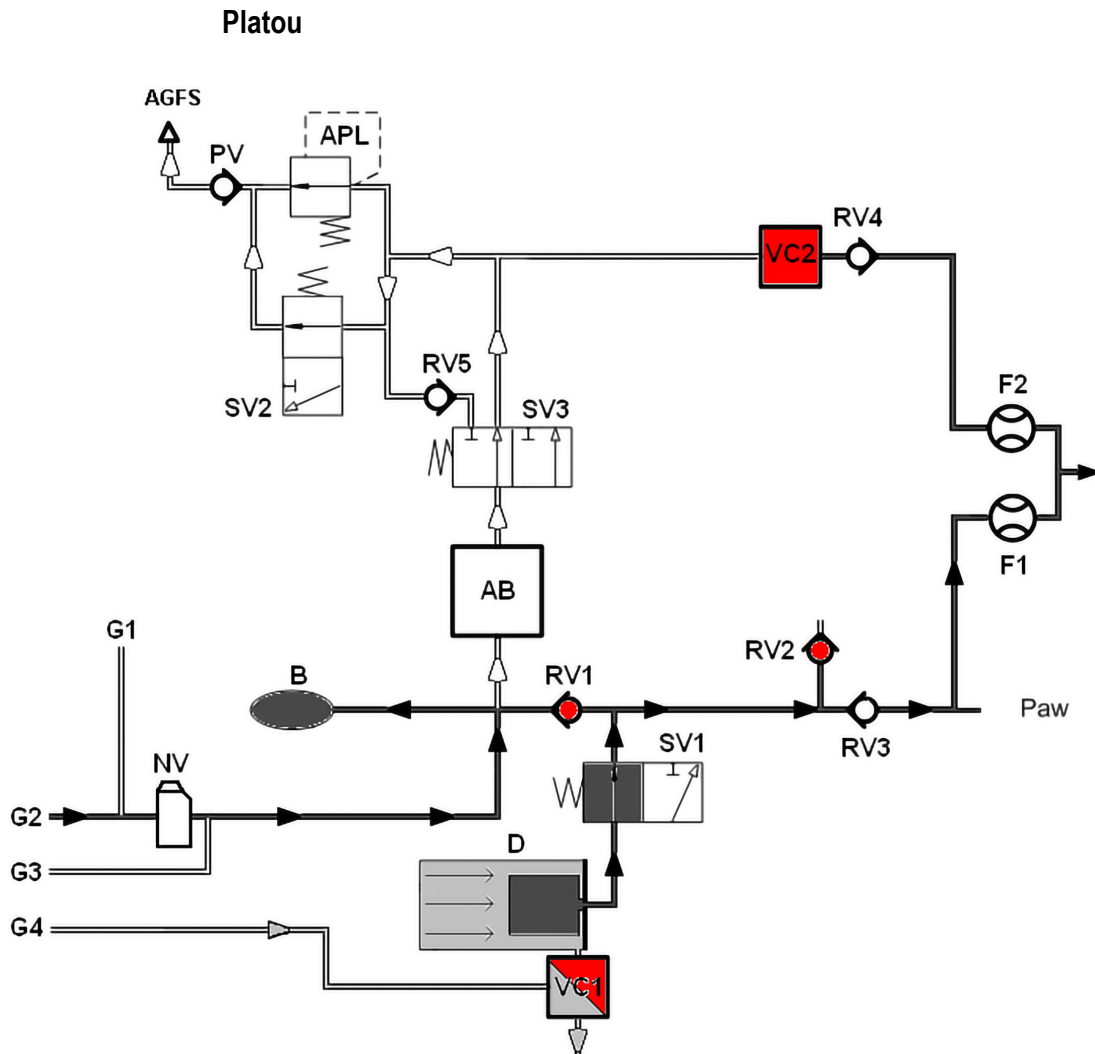 Platou
AGFS
APL
PV
RV4
VC2
RV5
F2
SV2
SV3
F1
AB
G1
RV2
B
RV1
Paw
RV3
SV1
NV
G2
D
G3
G4
VC1